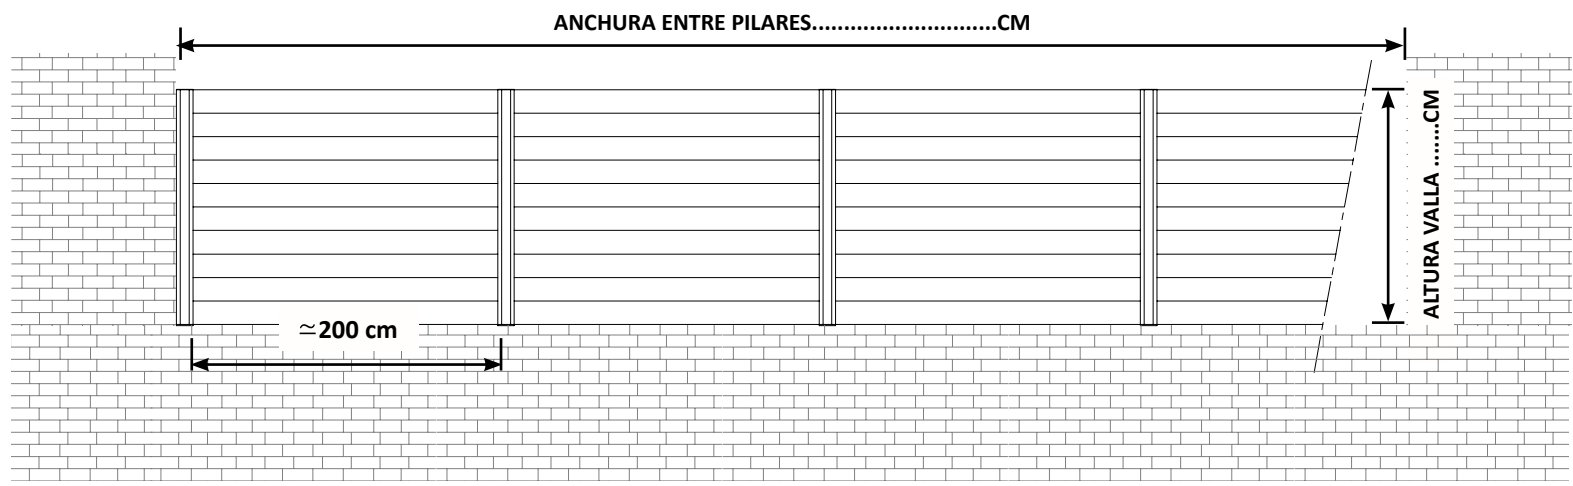 ANCHURA ENTRE PILARES.............................CM
ALTURA VALLA .......CM
≃200 cm